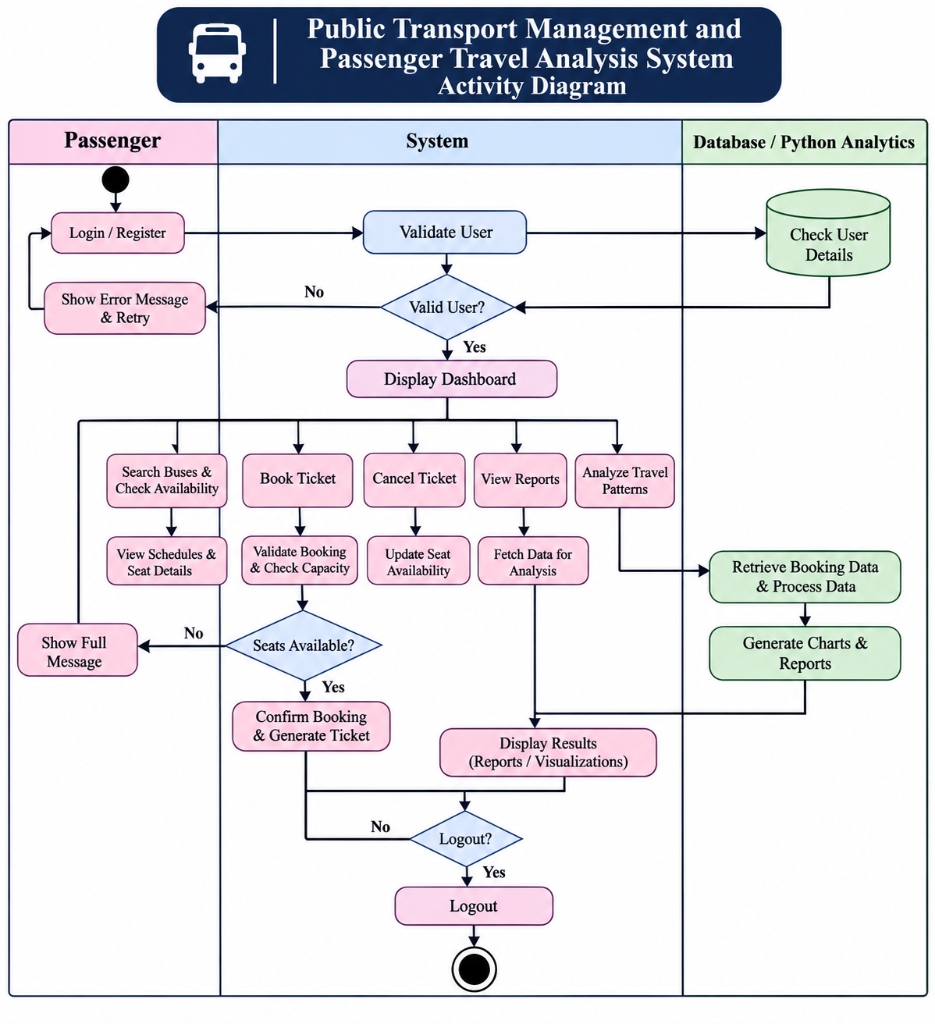 Public Transport Management and
Passenger Travel Analysis System
Activity Diagram
Passenger
System
Database / Python Analytics
Login / Register
Validate User
Check User
Details
Show Error Message
& Retry
No
Valid User?
Yes
Display Dashboard
Search Buses &
Check Availability
Book Ticket
Cancel Ticket
View Reports
Analyze Travel
Patterns
View Schedules &
Seat Details
Validate Booking
& Check Capacity
Update Seat
Availability
Fetch Data for
Analysis
Retrieve Booking Data
& Process Data
Show Full
Message
No
Seats Available?
Yes
Generate Charts &
Reports
Confirm Booking
& Generate Ticket
Display Results
(Reports / Visualizations)
No
Logout?
Yes
Logout